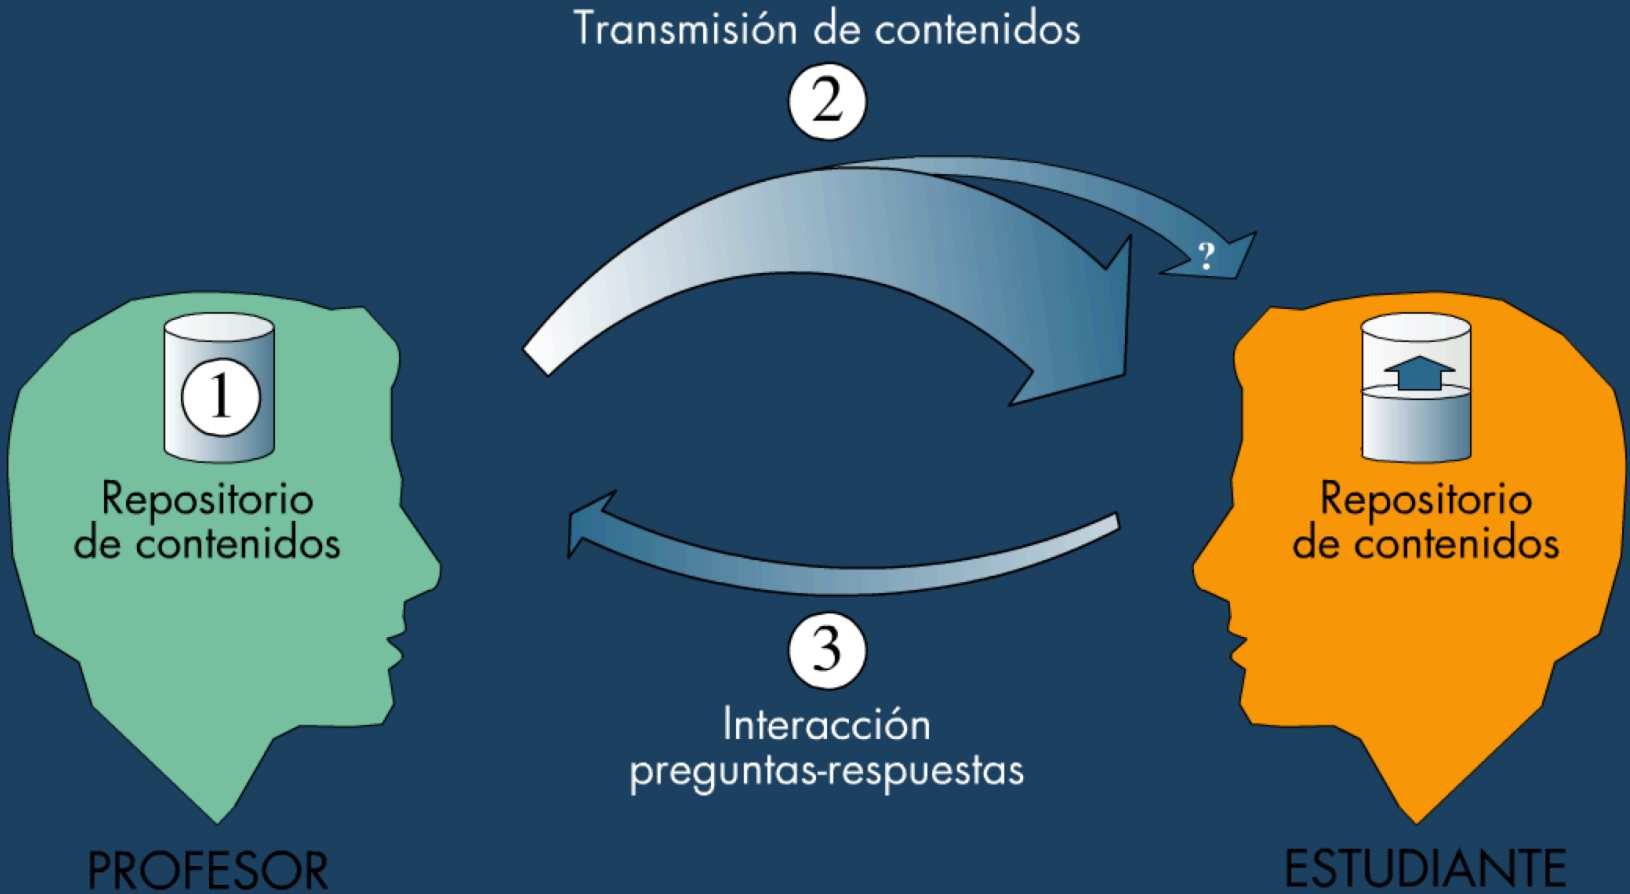 Transmisión de contenidos
2
?
1
Repositorio
de contenidos
Repositorio
de contenidos
3
Interacción
preguntas-respuestas
PROFESOR
ESTUDIANTE